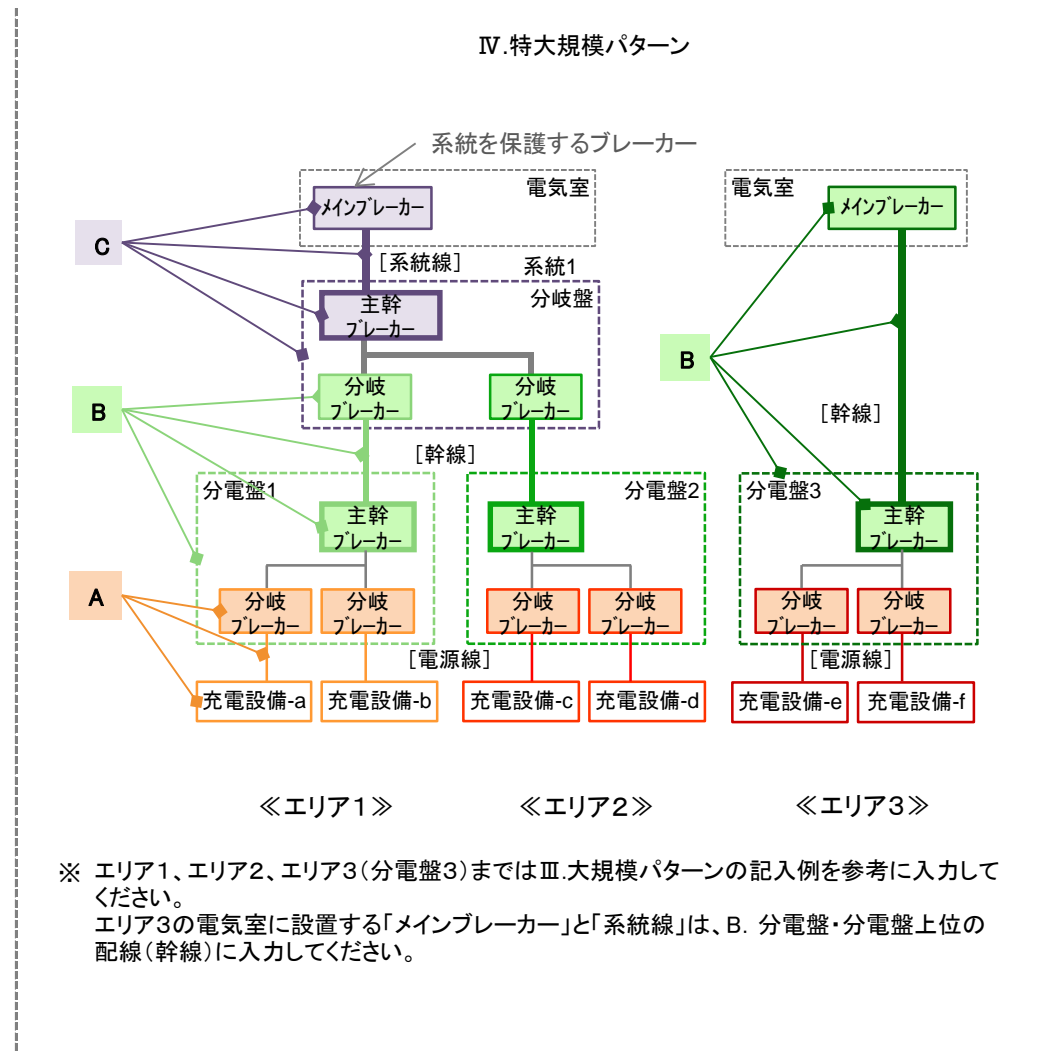 Ⅳ.特大規模パターン
系統を保護するブレーカー
電気室
電気室
メインブレーカー
メインブレーカー
C
[系統線]
系統1
分岐盤
主幹
ブレーカー
B
分岐
ブレーカー
分岐
ブレーカー
B
[幹線]
[幹線]
分電盤1
分電盤2
分電盤3
主幹
ブレーカー
主幹
ブレーカー
主幹
ブレーカー
A
分岐
ブレーカー
分岐
ブレーカー
分岐
ブレーカー
分岐
ブレーカー
分岐
ブレーカー
分岐
ブレーカー
[電源線]
[電源線]
充電設備-a
充電設備-b
充電設備-c
充電設備-d
充電設備-e
充電設備-f
≪エリア1≫
≪エリア2≫
≪エリア3≫
※ エリア1、エリア2、エリア3(分電盤3)まではⅢ.大規模パターンの記入例を参考に入力して
ください。
エリア3の電気室に設置する「メインブレーカー」と「系統線」は、B. 分電盤・分電盤上位の
配線(幹線)に入力してください。